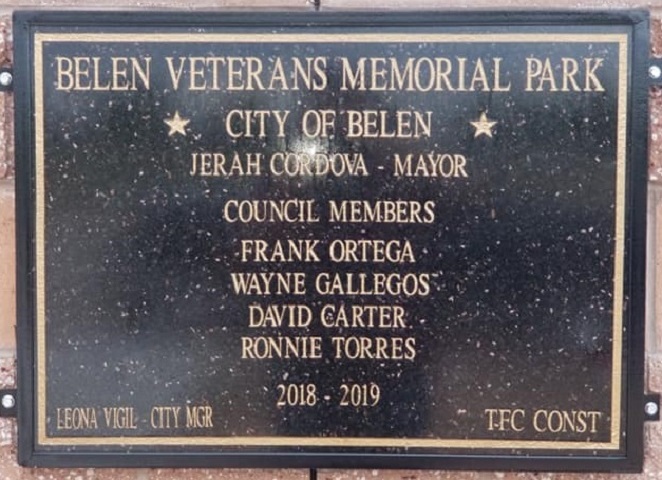 BELEN VETERANS MEMORIAL PARK
CITY OF BELEN
JERAH CORDOVA - MAYOR
COUNCIL MEMBERS
FRANK ORTEGA
WAYNE GALLEGOS
DAVID CARTER
RONNIE TORRES
2018 - 2019
LEONA VIGIL - CITY MGR
TFC CONST